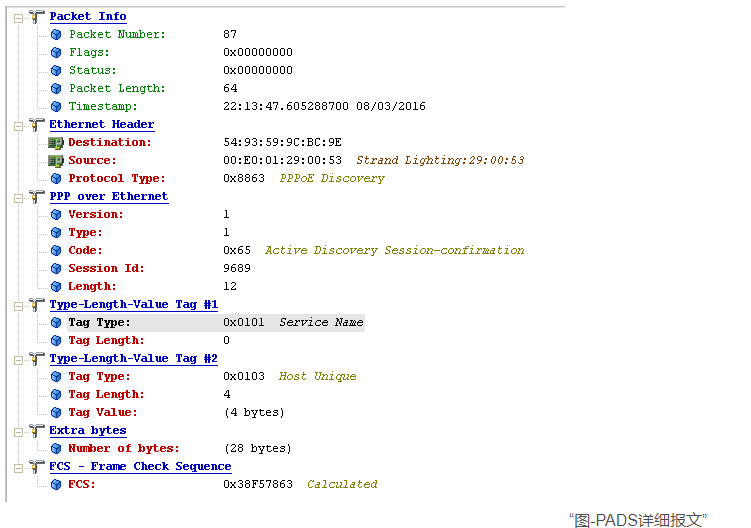 Packet Info
Packet Number: 87
Flags: 0x00000000
Status: 0x00000000
Packet Length: 64
Timestamp: 22:13:47.605288700 08/03/2016
Ethernet Header
Destination: 54:93:59:9C:BC:9E
Source: 00:E0:01:29:00:53 Strand Lighting:29:00:53
Protocol Type: 0x8863 PPPoE Discovery
PPP over Ethernet
Version: 1
Type: 1
Code: 0x65 Active Discovery Session-confirmation
Session Id: 9689
Length: 12
Type-Length-Value Tag #1
Tag Type: 0x0101 Service Name
Tag Length: 0
Type-Length-Value Tag #2
Tag Type: 0x0103 Host Unique
Tag Length: 4
Tag Value: (4 bytes)
Extra bytes
Number of bytes: (28 bytes)
FCS - Frame Check Sequence
FCS: 0x38F57863 Calculated
“图-PADS详细报文”